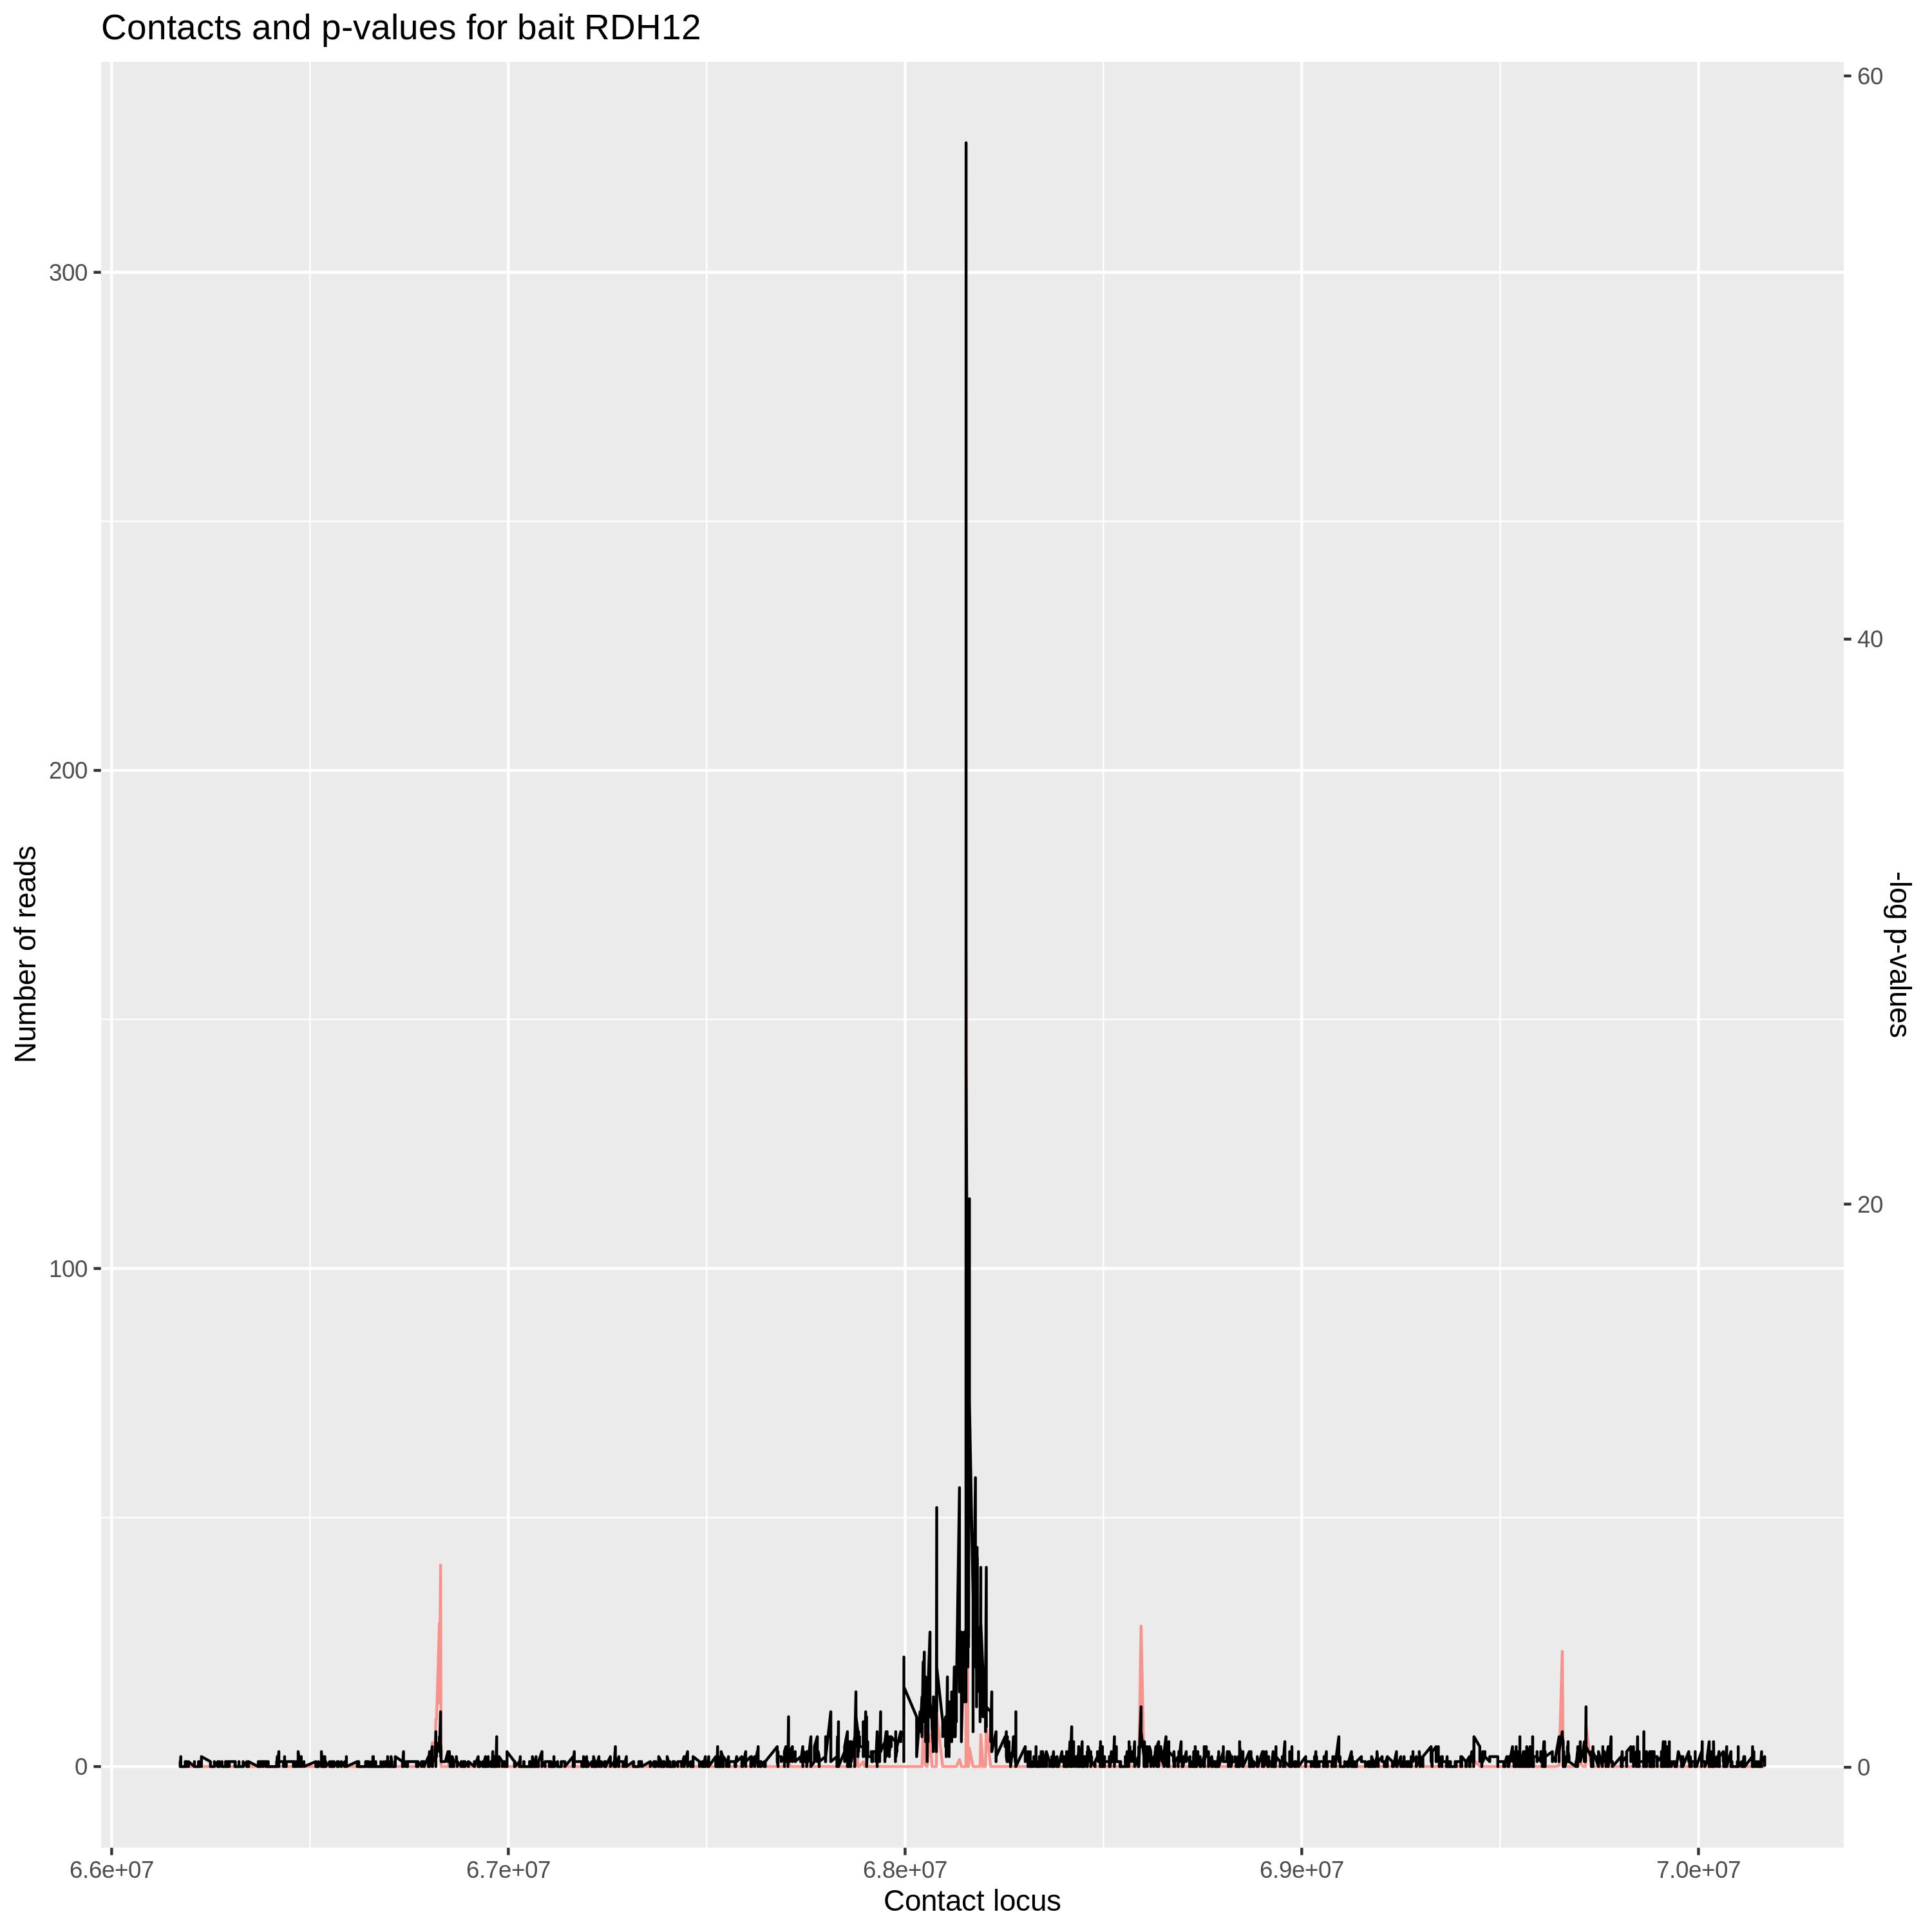 Contacts and p-values for bait RDH12
Number of reads
300
200
100
0
60
40
20
0
-log p-values
6.6e+07
6.7e+07
6.8e+07
6.9e+07
7.0e+07
Contact locus